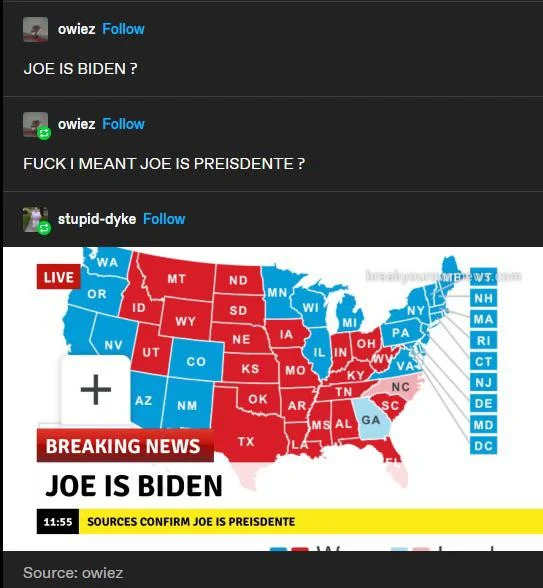 owiez Follow
JOE IS BIDEN ?
owiez Follow
FUCK I MEANT JOE IS PREISDENTE ?
stupid-dyke Follow
LIVE
breakyourownnews.com
WA
OR
NV
AZ
ID
UT
MT
WY
CO
NM
ND
SD
NE
KS
OK
TX
MN
IA
MO
AR
LA
WI
IL
MI
IN
OH
KY
TN
MS
AL
WV
VA
NC
SC
GA
FL
PA
NY
ME
VT
NH
MA
RI
CT
NJ
DE
MD
DC
+
BREAKING NEWS
JOE IS BIDEN
11:55 SOURCES CONFIRM JOE IS PREISDENTE
Source: owiez